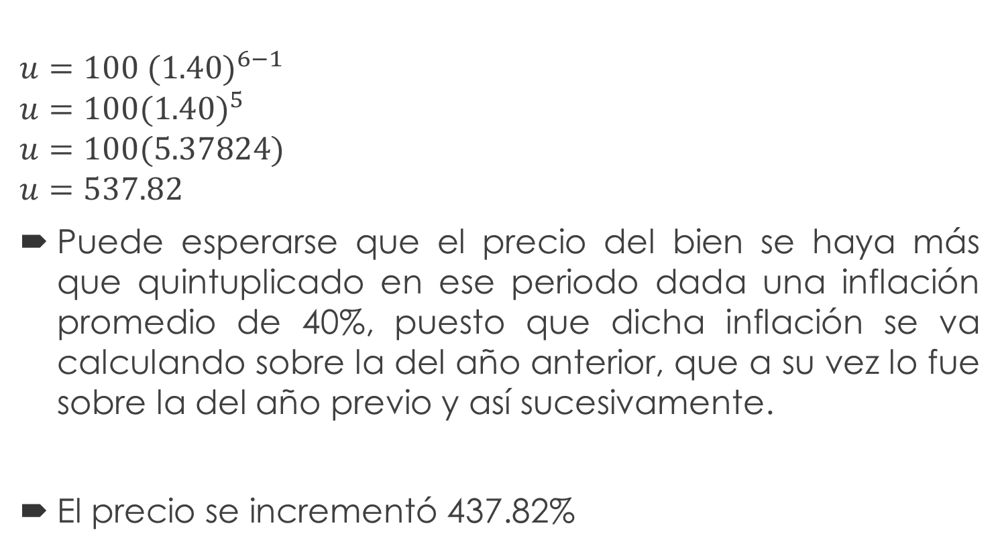 u = 100 (1.40)^{6−1}
u = 100(1.40)^5
u = 100(5.37824)
u = 537.82
Puede esperarse que el precio del bien se haya más
que quintuplicado en ese periodo dada una inflación
promedio de 40%, puesto que dicha inflación se va
calculando sobre la del año anterior, que a su vez lo fue
sobre la del año previo y así sucesivamente.
El precio se incrementó 437.82%